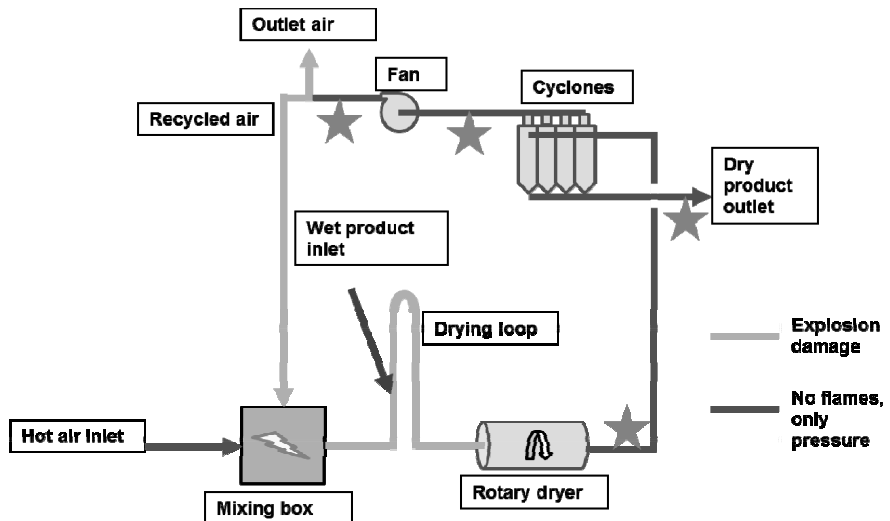 Outlet air
Fan
Cyclones
Recycled air
Dry
product
outlet
Wet product
inlet
Drying loop
Explosion
damage
No flames,
only
pressure
Hot air Inlet
Rotary dryer
Mixing box